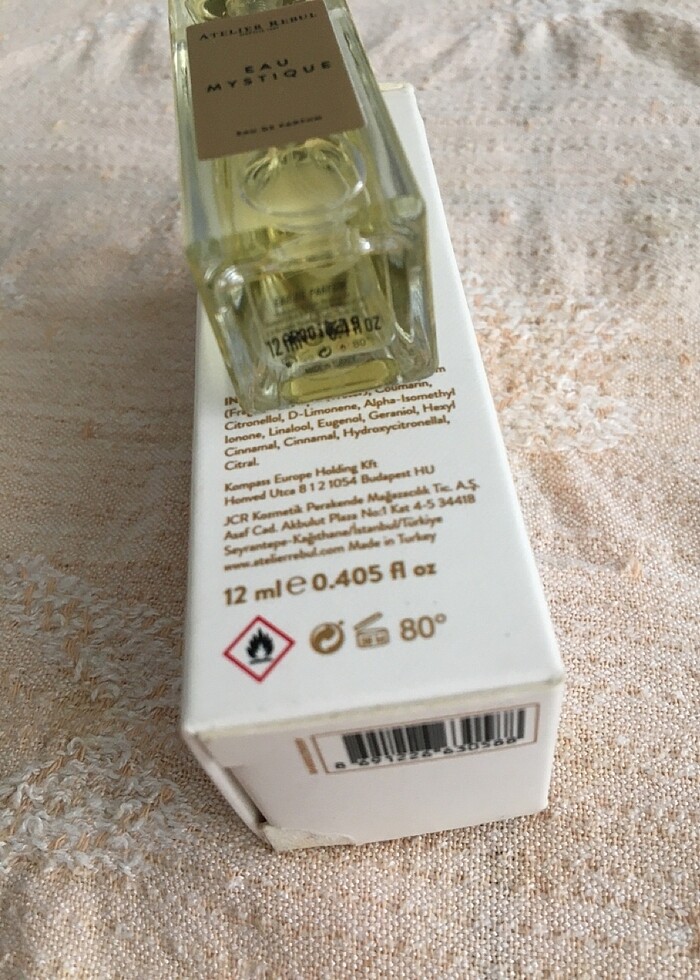 ATELIER REBUL
EAU
MYSTIQUE
EAU DE PARFUM
EAU DE PARFUM
12
FL OZ
80°
Coumarin,
Citronellol, D-Limonene, Alpha-Isomethyl
Ionone, Linalool, Eugenol, Geraniol, Hexyl
Cinnamal, Cinnamal, Hydroxycitronellal,
Citral.
Kompass Europe Holding Kft
Honved Utca 8 1 2 1054 Budapest HU
JCR Kozmetik Perakende Mağazacılık Tic. A.Ş.
Asaf Cad. Akbulut Plaza No:1 Kat 4-5 34418
Seyrantepe-Kağıthane/İstanbul/Türkiye
www.atelierrebul.com Made in Turkey
12 ml e 0.405 fl oz
80°